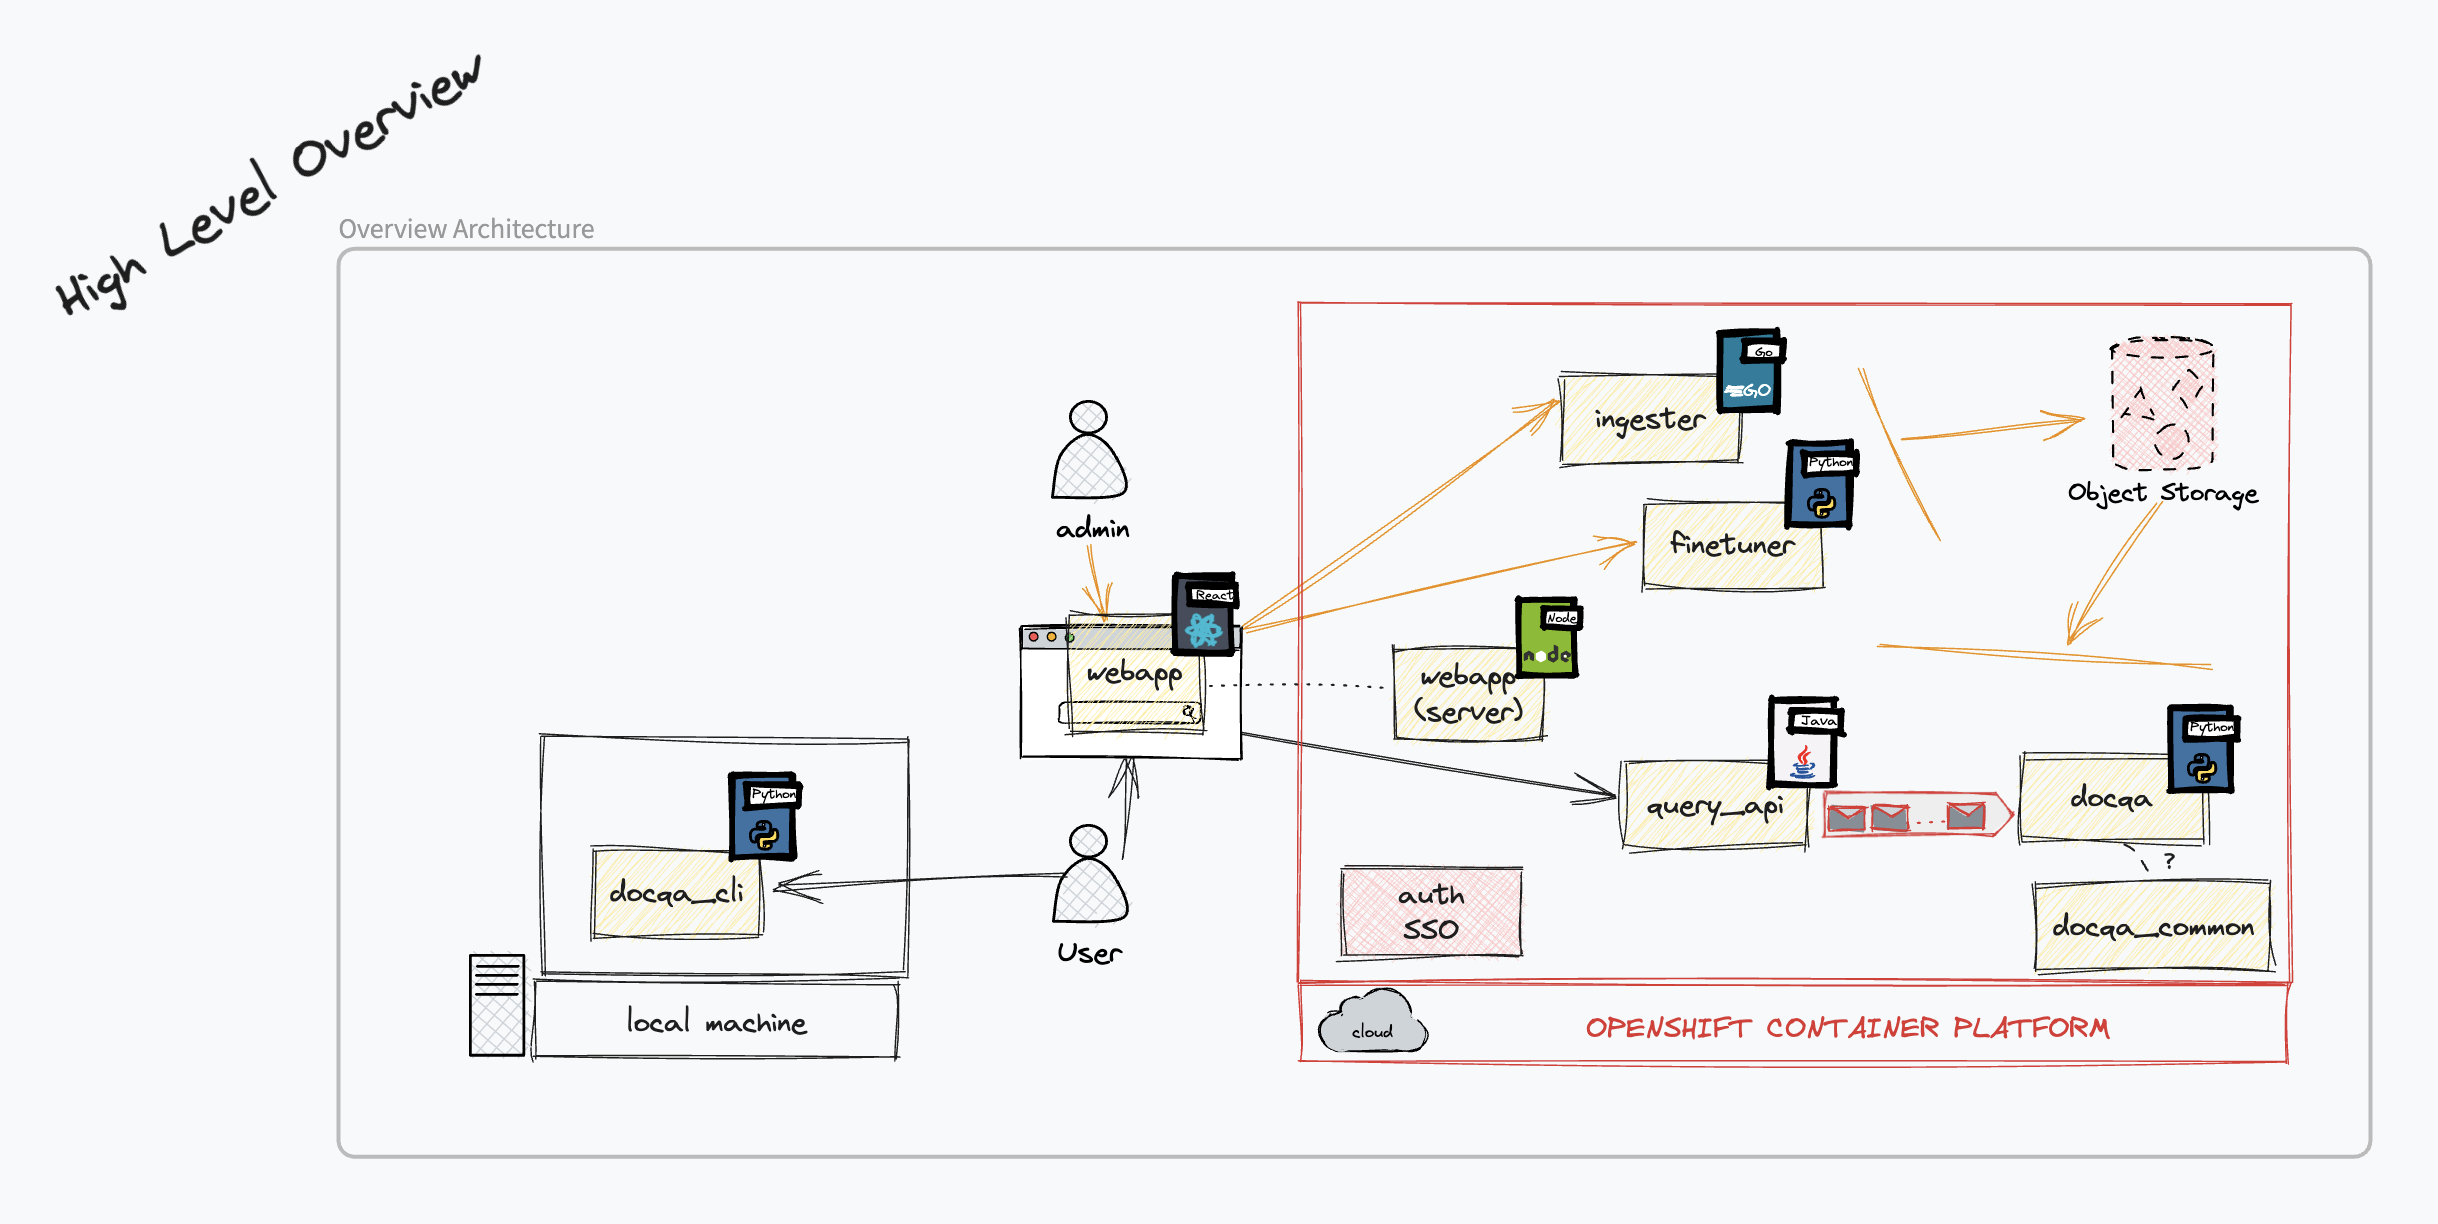 High Level Overview
Overview Architecture
Go
GO
ingester
Python
finetuner
Object Storage
admin
React
webapp
Node
node
webapp
(server)
Java
query_api
Python
docqa
?
docqa_common
auth
SSO
Python
docqa_cli
User
local machine
cloud
OPENSHIFT CONTAINER PLATFORM